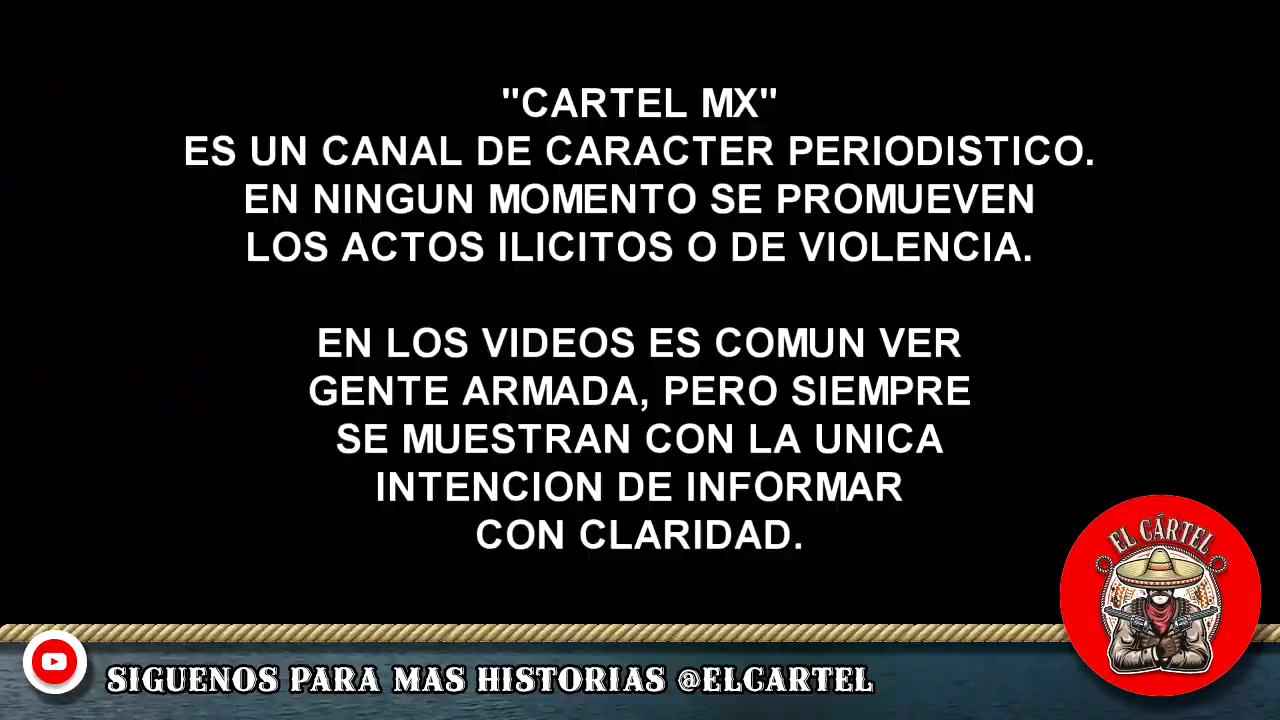 "CARTEL MX"
ES UN CANAL DE CARACTER PERIODISTICO.
EN NINGUN MOMENTO SE PROMUEVEN
LOS ACTOS ILICITOS O DE VIOLENCIA.
EN LOS VIDEOS ES COMUN VER
GENTE ARMADA, PERO SIEMPRE
SE MUESTRAN CON LA UNICA
INTENCION DE INFORMAR
CON CLARIDAD.
EL CÁRTEL
SIGUENOS PARA MAS HISTORIAS @ELCARTEL